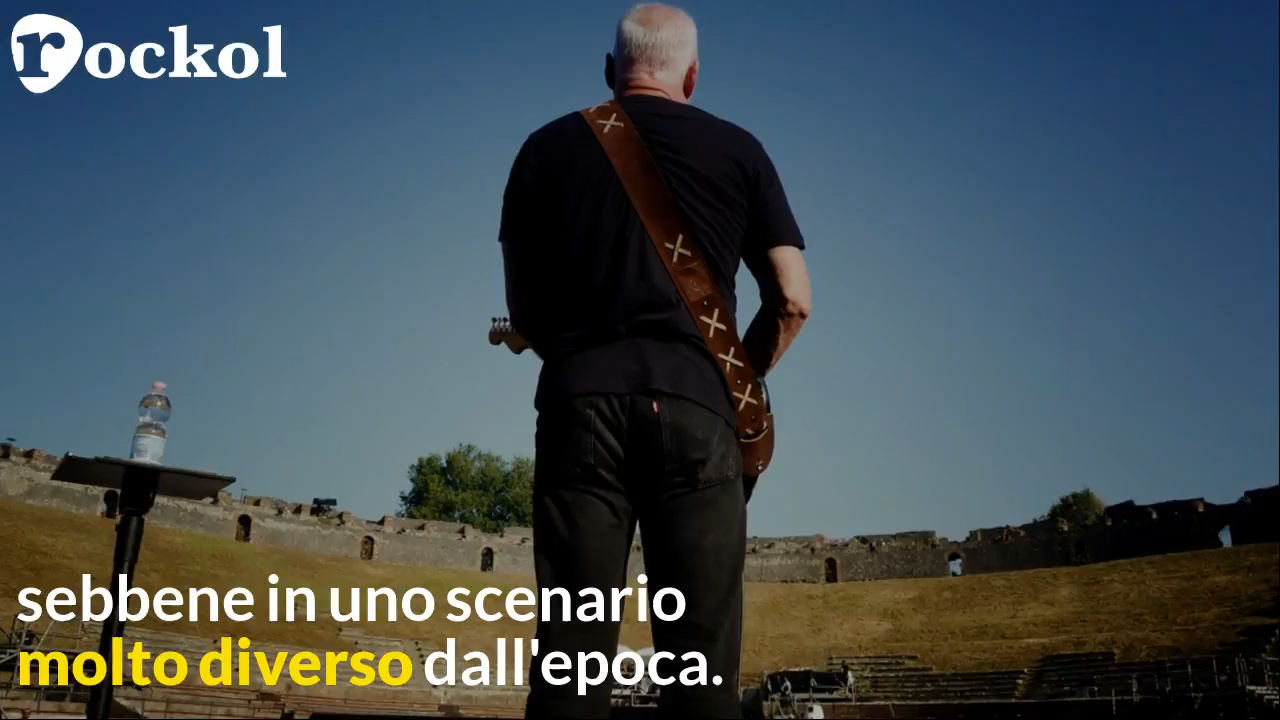 rockol
sebbene in uno scenario
molto diverso dall'epoca.